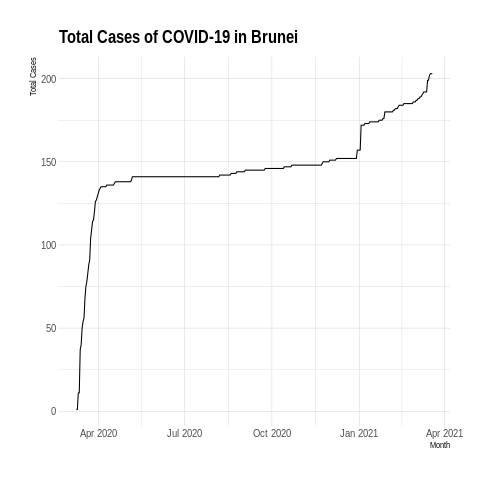 Total Cases of COVID-19 in Brunei
Total Cases
200
150
100
50
0
Apr 2020 Jul 2020 Oct 2020 Jan 2021 Apr 2021
Month